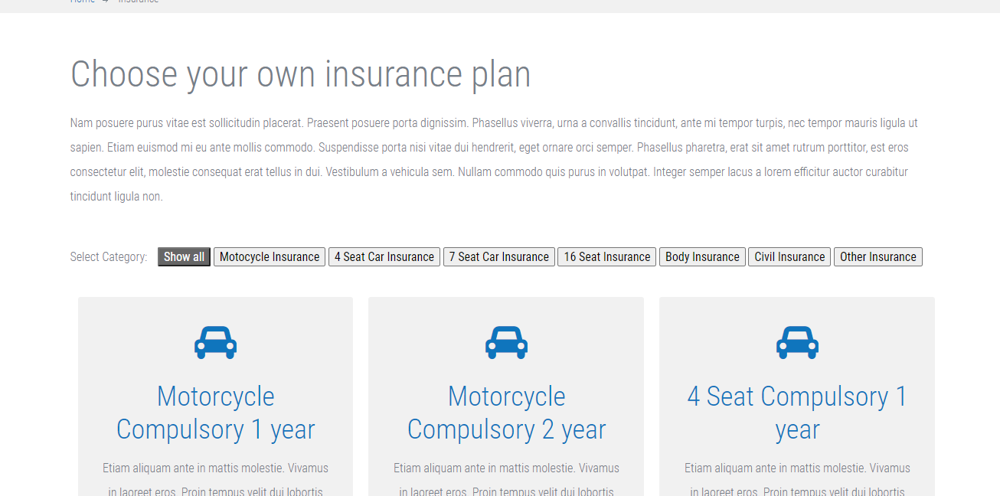 Home → Insurance
Choose your own insurance plan
Nam posuere purus vitae est sollicitudin placerat. Praesent posuere porta dignissim. Phasellus viverra, urna a convallis tincidunt, ante mi tempor turpis, nec tempor mauris ligula ut
sapien. Etiam euismod mi eu ante mollis commodo. Suspendisse porta nisi vitae dui hendrerit, eget ornare orci semper. Phasellus pharetra, erat sit amet rutrum porttitor, est eros
consectetur elit, molestie consequat erat tellus in dui. Vestibulum a vehicula sem. Nullam commodo quis purus in volutpat. Integer semper lacus a lorem efficitur auctor curabitur
tincidunt ligula non.
Select Category: Show all Motocycle Insurance 4 Seat Car Insurance 7 Seat Car Insurance 16 Seat Insurance Body Insurance Civil Insurance Other Insurance
Motorcycle
Compulsory 1 year
Etiam aliquam ante in mattis molestie. Vivamus
in laoreet eros. Proin tempus velit dui lobortis
Motorcycle
Compulsory 2 year
Etiam aliquam ante in mattis molestie. Vivamus
in laoreet eros. Proin tempus velit dui lobortis
4 Seat Compulsory 1
year
Etiam aliquam ante in mattis molestie. Vivamus
in laoreet eros. Proin tempus velit dui lobortis